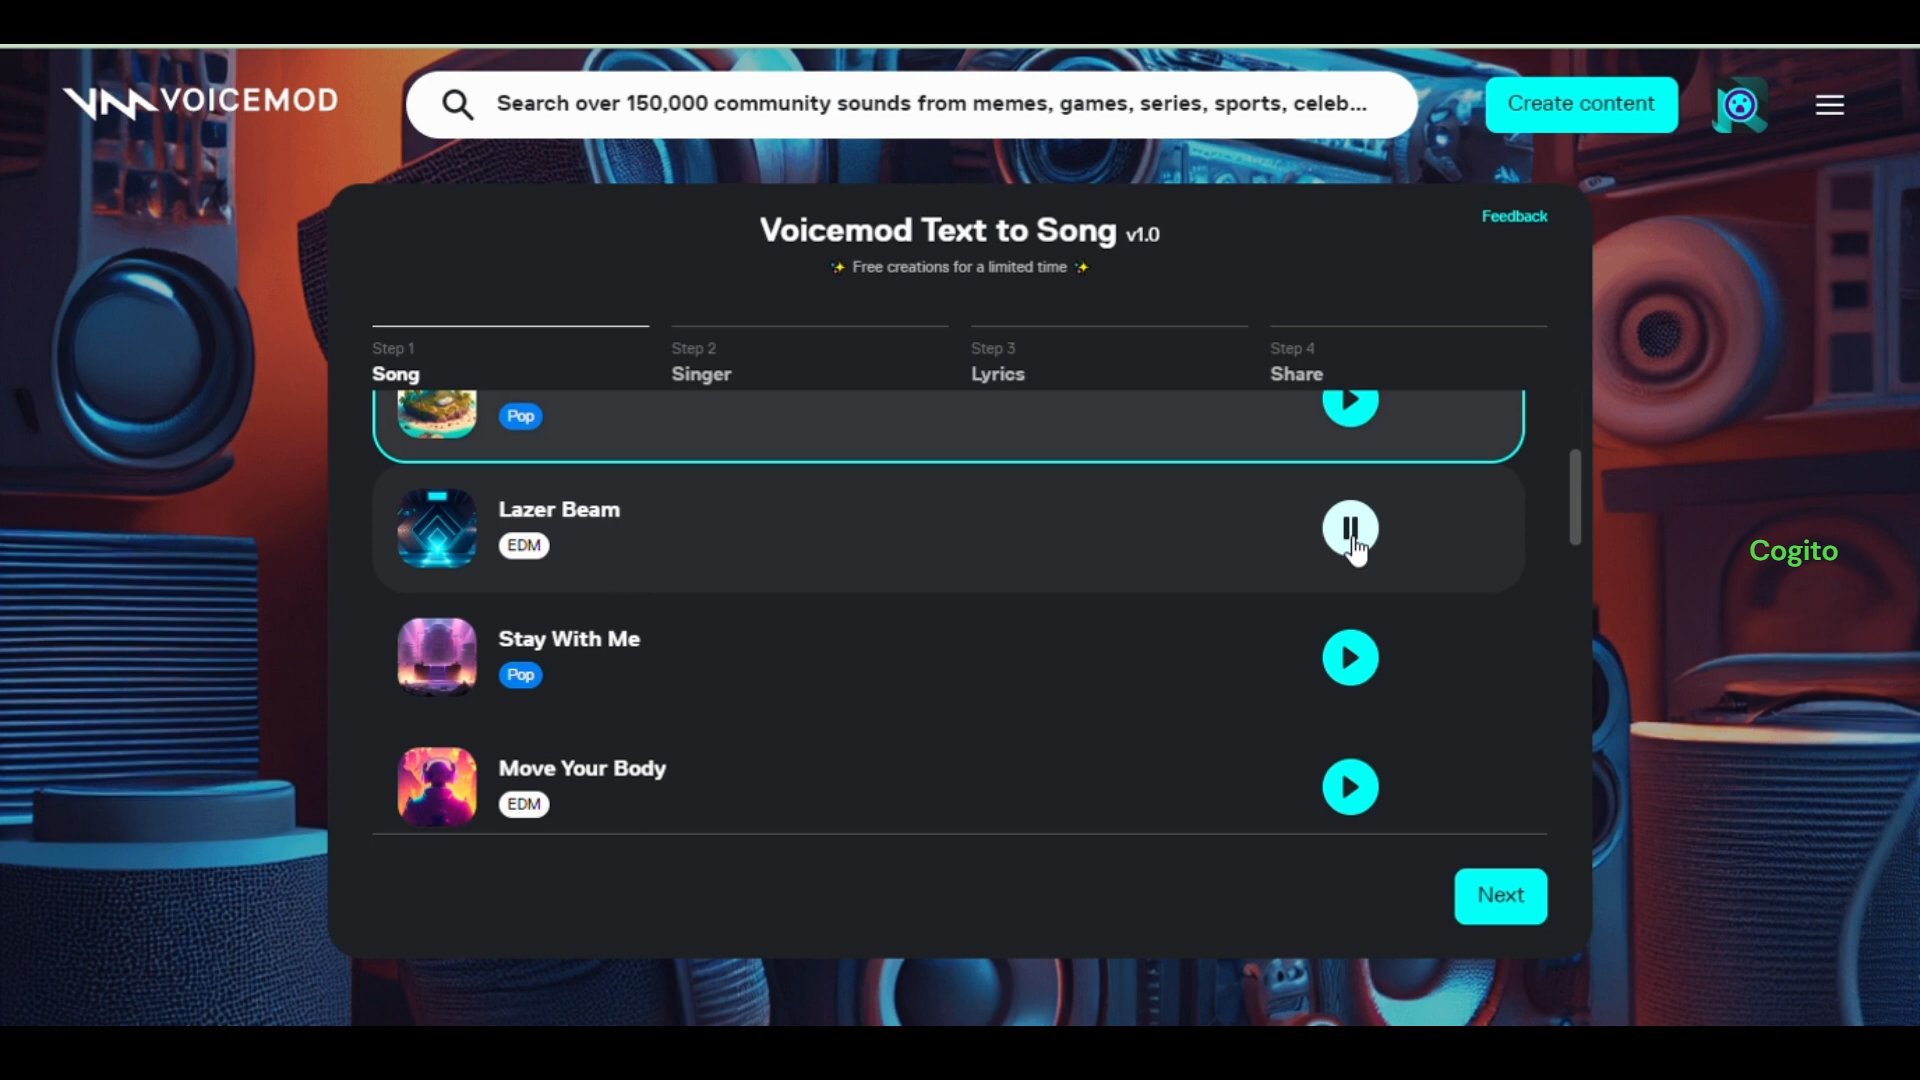 VOICEMOD
Search over 150,000 community sounds from memes, games, series, sports, celeb...
Create content
Feedback
Voicemod Text to Song v1.0
✨ Free creations for a limited time ✨
Step 1
Song
Step 2
Singer
Step 3
Lyrics
Step 4
Share
Pop
Lazer Beam
EDM
Cogito
Stay With Me
Pop
Move Your Body
EDM
Next